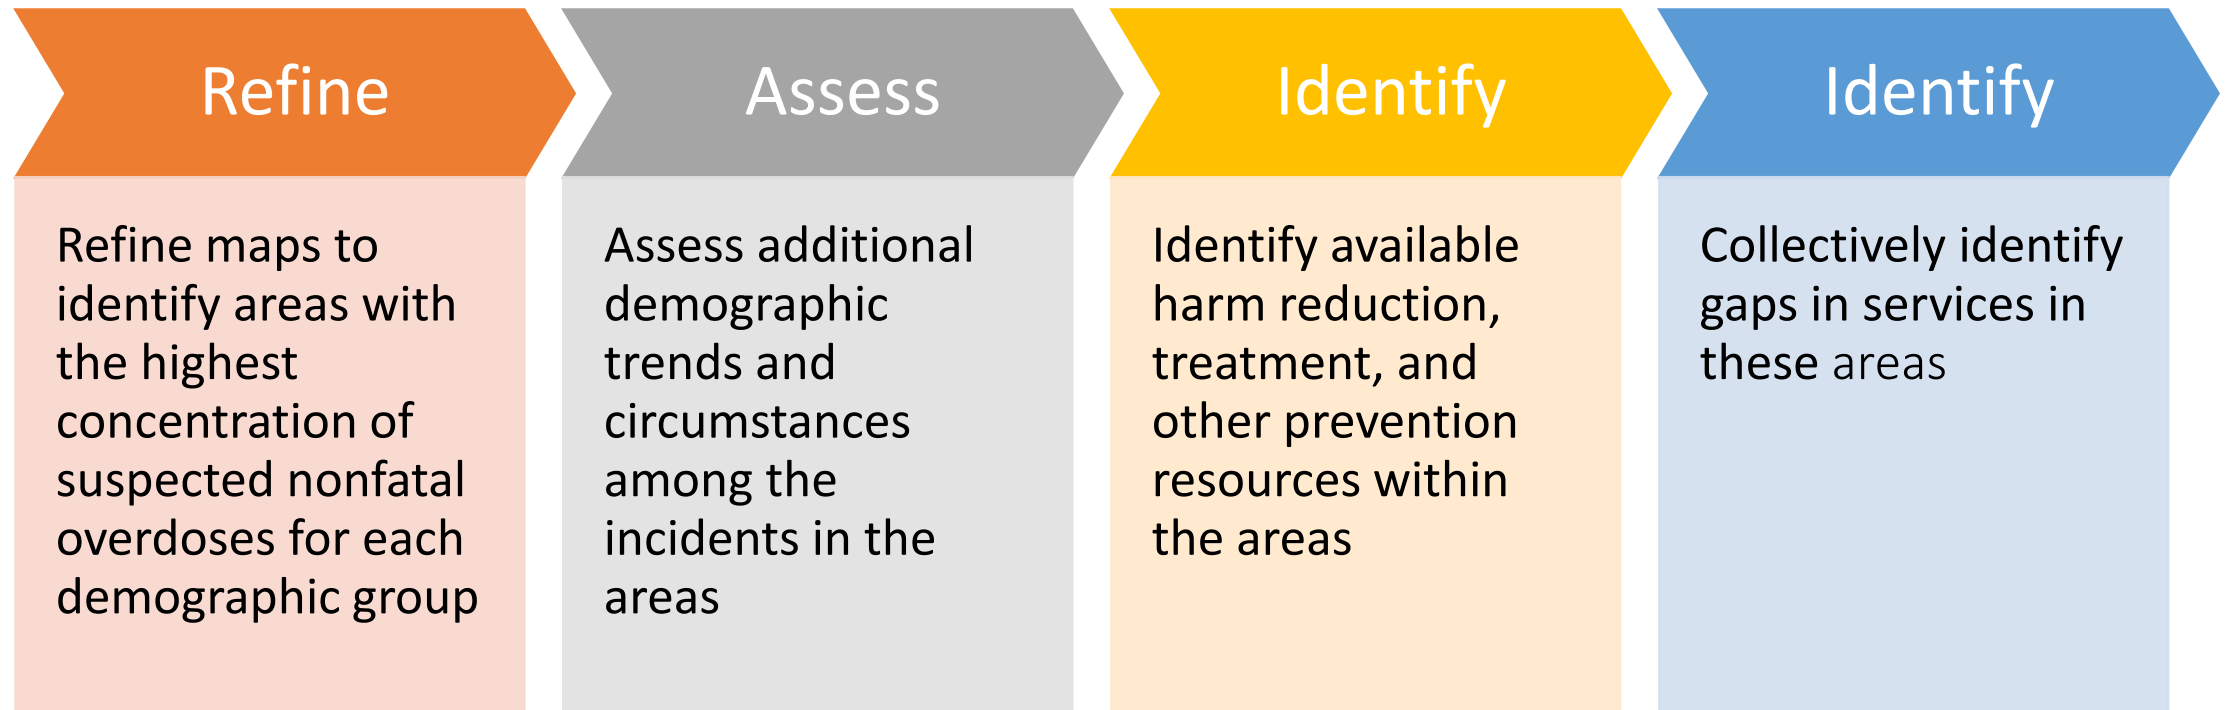 Refine
Refine maps to
identify areas with
the highest
concentration of
suspected nonfatal
overdoses for each
demographic group
Assess
Assess additional
demographic
trends and
circumstances
among the
incidents in the
areas
Identify
Identify available
harm reduction,
treatment, and
other prevention
resources within
the areas
Identify
Collectively identify
gaps in services in
these areas